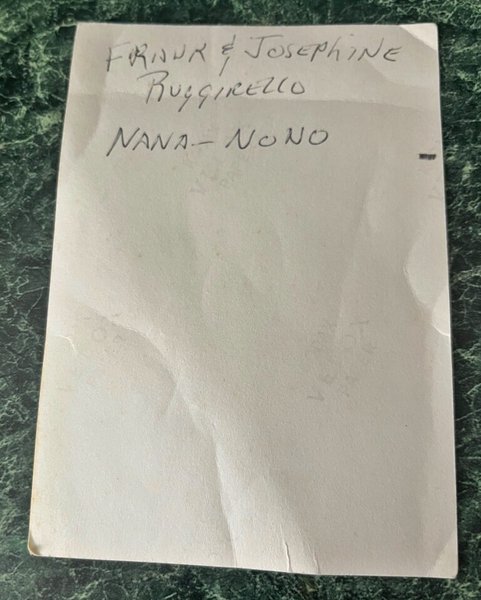 FRANK & JOSEPHINE
RUGGIRELLO
NANA – NONO